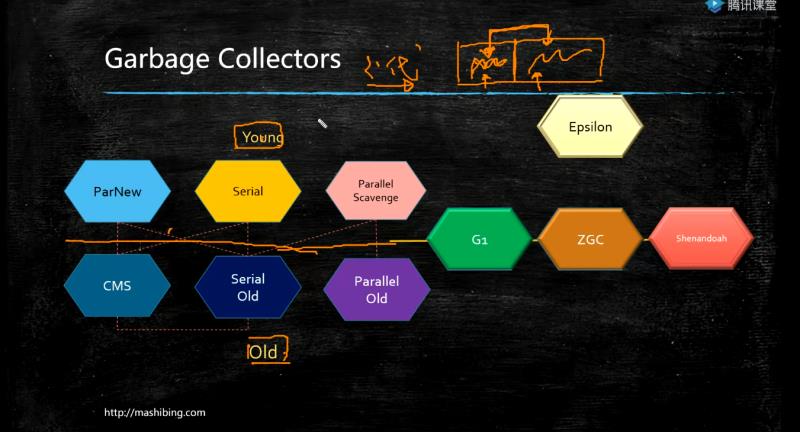 腾讯课堂
Garbage Collectors
分代
Epsilon
Young
ParNew
Serial
Parallel
Scavenge
G1
ZGC
Shenandoah
CMS
Serial
Old
Parallel
Old
Old
http://mashibing.com